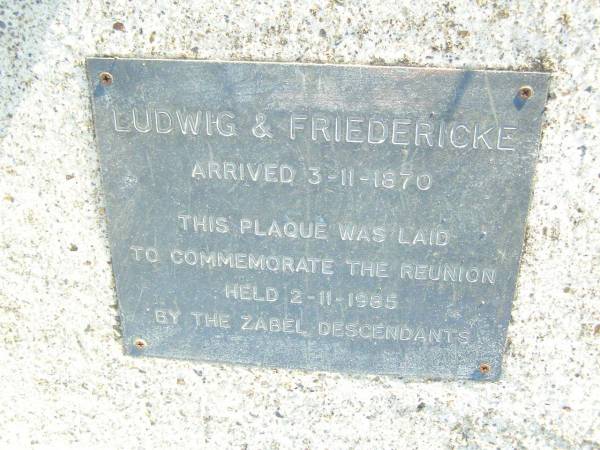 LUDWIG & FRIEDERICKE
ARRIVED 3-11-1870
THIS PLAQUE WAS LAID
TO COMMEMORATE THE REUNION
HELD 2-11-1985
BY THE ZABEL DESCENDANTS